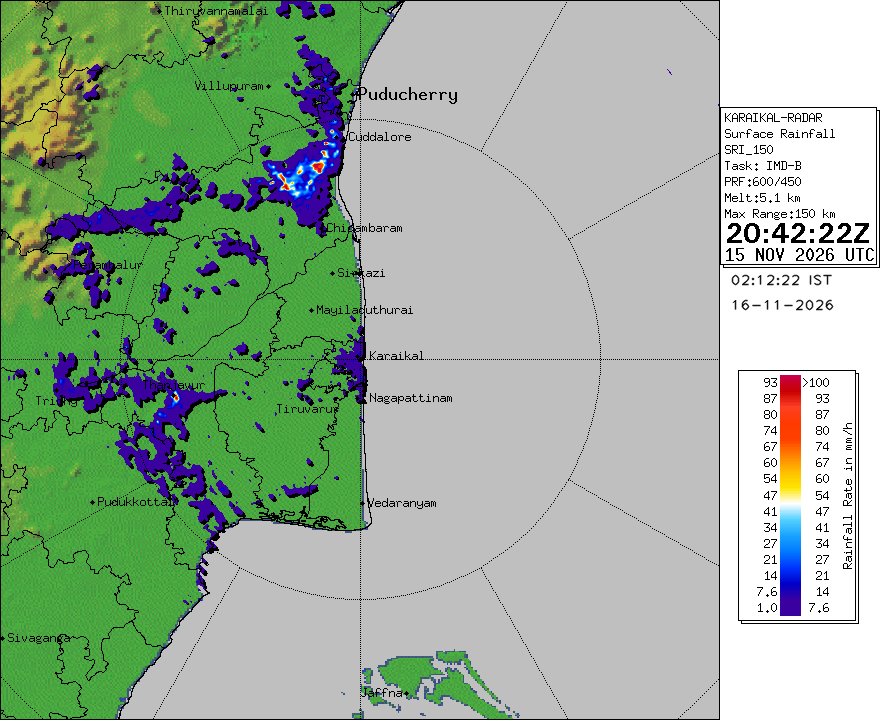 Thiruvannamalai
Villupuram
Puducherry
Cuddalore
Chidambaram
Sirkazi
Mayiladuthurai
Karaikal
Nagapattinam
Tiruvarur
Vedaranyam
Pudukkottai
Sivaganga
Jaffna
KARAIKAL-RADAR
Surface Rainfall
SRI_150
Task: IMD-B
PRF:600/450
Melt:5.1 km
Max Range:150 km
20:42:22Z
15 NOV 2026 UTC
02:12:22 IST
16-11-2026
93 >100
87 93
80 87
74 80
67 74
60 67
54 60
47 54
41 47
34 41
27 34
21 27
14 21
7.6 14
1.0 7.6
Rainfall Rate in mm/h